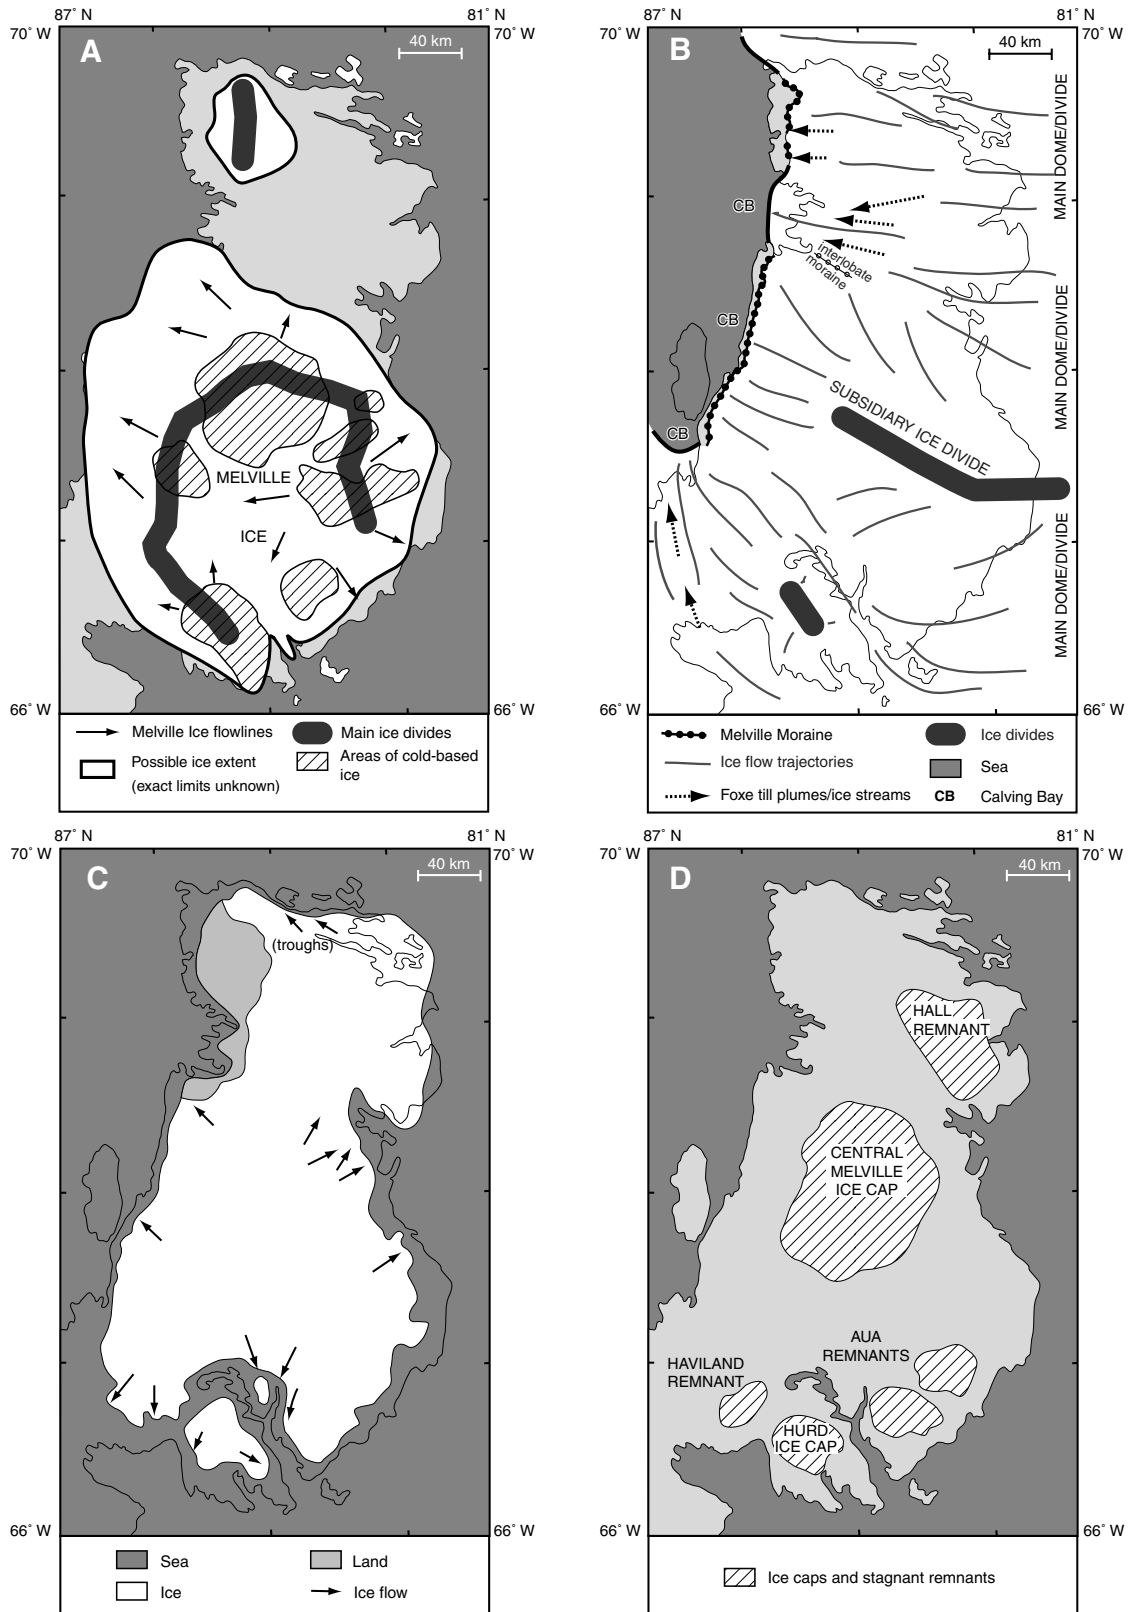 87° N
81° N
70° W
70° W
A
40 km
MELVILLE
ICE
66° W
66° W
Melville Ice flowlines
Possible ice extent
(exact limits unknown)
Main ice divides
Areas of cold-based
ice
87° N
81° N
70° W
70° W
B
40 km
MAIN DOME/DIVIDE
MAIN DOME/DIVIDE
MAIN DOME/DIVIDE
CB
CB
CB
interlobate
moraine
SUBSIDIARY ICE DIVIDE
66° W
66° W
Melville Moraine
Ice flow trajectories
Foxe till plumes/ice streams
Ice divides
Sea
CB Calving Bay
87° N
81° N
70° W
70° W
C
40 km
(troughs)
66° W
66° W
Sea
Ice
Land
Ice flow
87° N
81° N
70° W
70° W
D
40 km
HALL
REMNANT
CENTRAL
MELVILLE
ICE CAP
AUA
REMNANTS
HAVILAND
REMNANT
HURD
ICE CAP
66° W
66° W
Ice caps and stagnant remnants